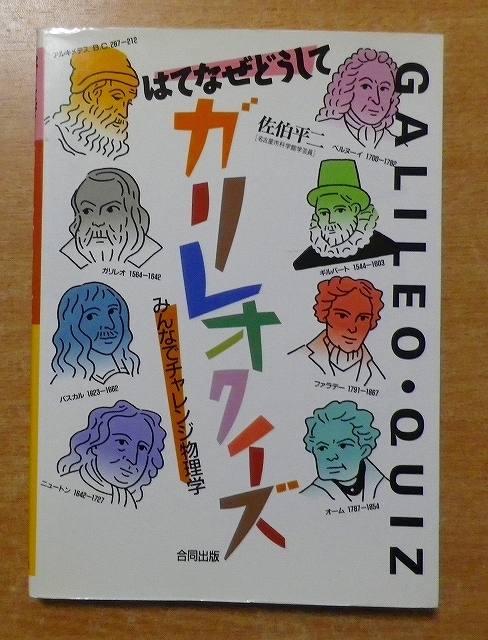 アルキメデス B.C.287−212
はてなぜどうして
ガリレオクイズ
佐伯平二
[名古屋市科学館学芸員]
ベルヌーイ 1700−1782
ガリレオ 1564−1642
ギルバート 1544−1603
パスカル 1623−1662
ファラデー 1791−1867
ニュートン 1642−1727
オーム 1787−1854
みんなでチャレンジ物理学
合同出版
GALILEO・QUIZ